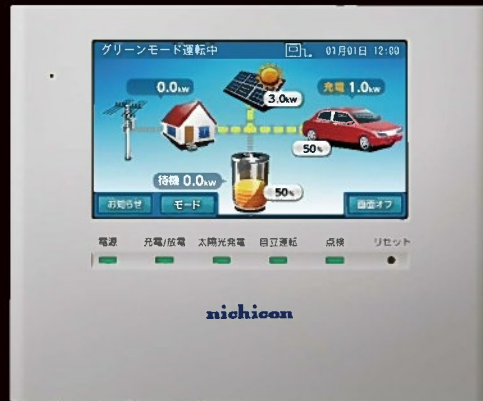 グリーンモード運転中 01月01日 12:00
0.0kw
3.0kw
充電 1.0kw
50%
待機 0.0kw
50%
お知らせ モード 画面オフ
電源 充電/放電 太陽光発電 自立運転 点検 リセット
nichicon